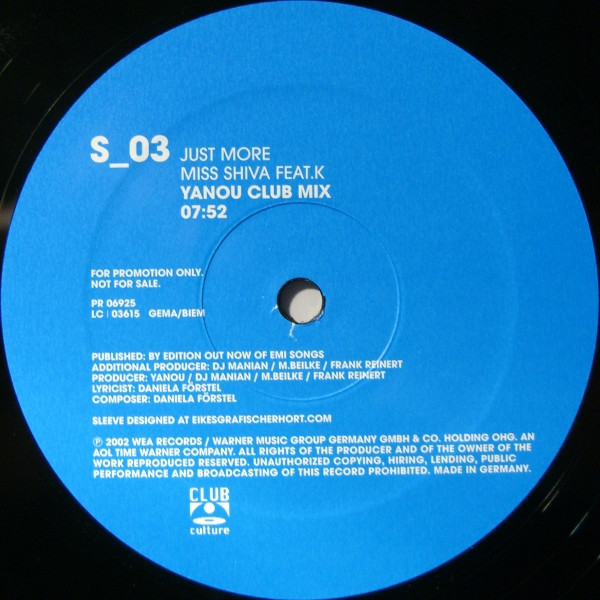 S_03 JUST MORE
MISS SHIVA FEAT.K
YANOU CLUB MIX
07:52
FOR PROMOTION ONLY.
NOT FOR SALE.
PR 06925
LC | 03615 GEMA/BIEM
PUBLISHED: BY EDITION OUT NOW OF EMI SONGS
ADDITIONAL PRODUCER: DJ MANIAN / M.BEILKE / FRANK REINERT
PRODUCER: YANOU / DJ MANIAN / M.BEILKE / FRANK REINERT
LYRICIST: DANIELA FÖRSTEL
COMPOSER: DANIELA FÖRSTEL
SLEEVE DESIGNED AT EIKESGRAFISCHERHORT.COM
℗ 2002 WEA RECORDS / WARNER MUSIC GROUP GERMANY GMBH & CO. HOLDING OHG. AN
AOL TIME WARNER COMPANY. ALL RIGHTS OF THE PRODUCER AND OF THE OWNER OF THE
WORK REPRODUCED RESERVED. UNAUTHORIZED COPYING, HIRING, LENDING, PUBLIC
PERFORMANCE AND BROADCASTING OF THIS RECORD PROHIBITED. MADE IN GERMANY.
CLUB
culture